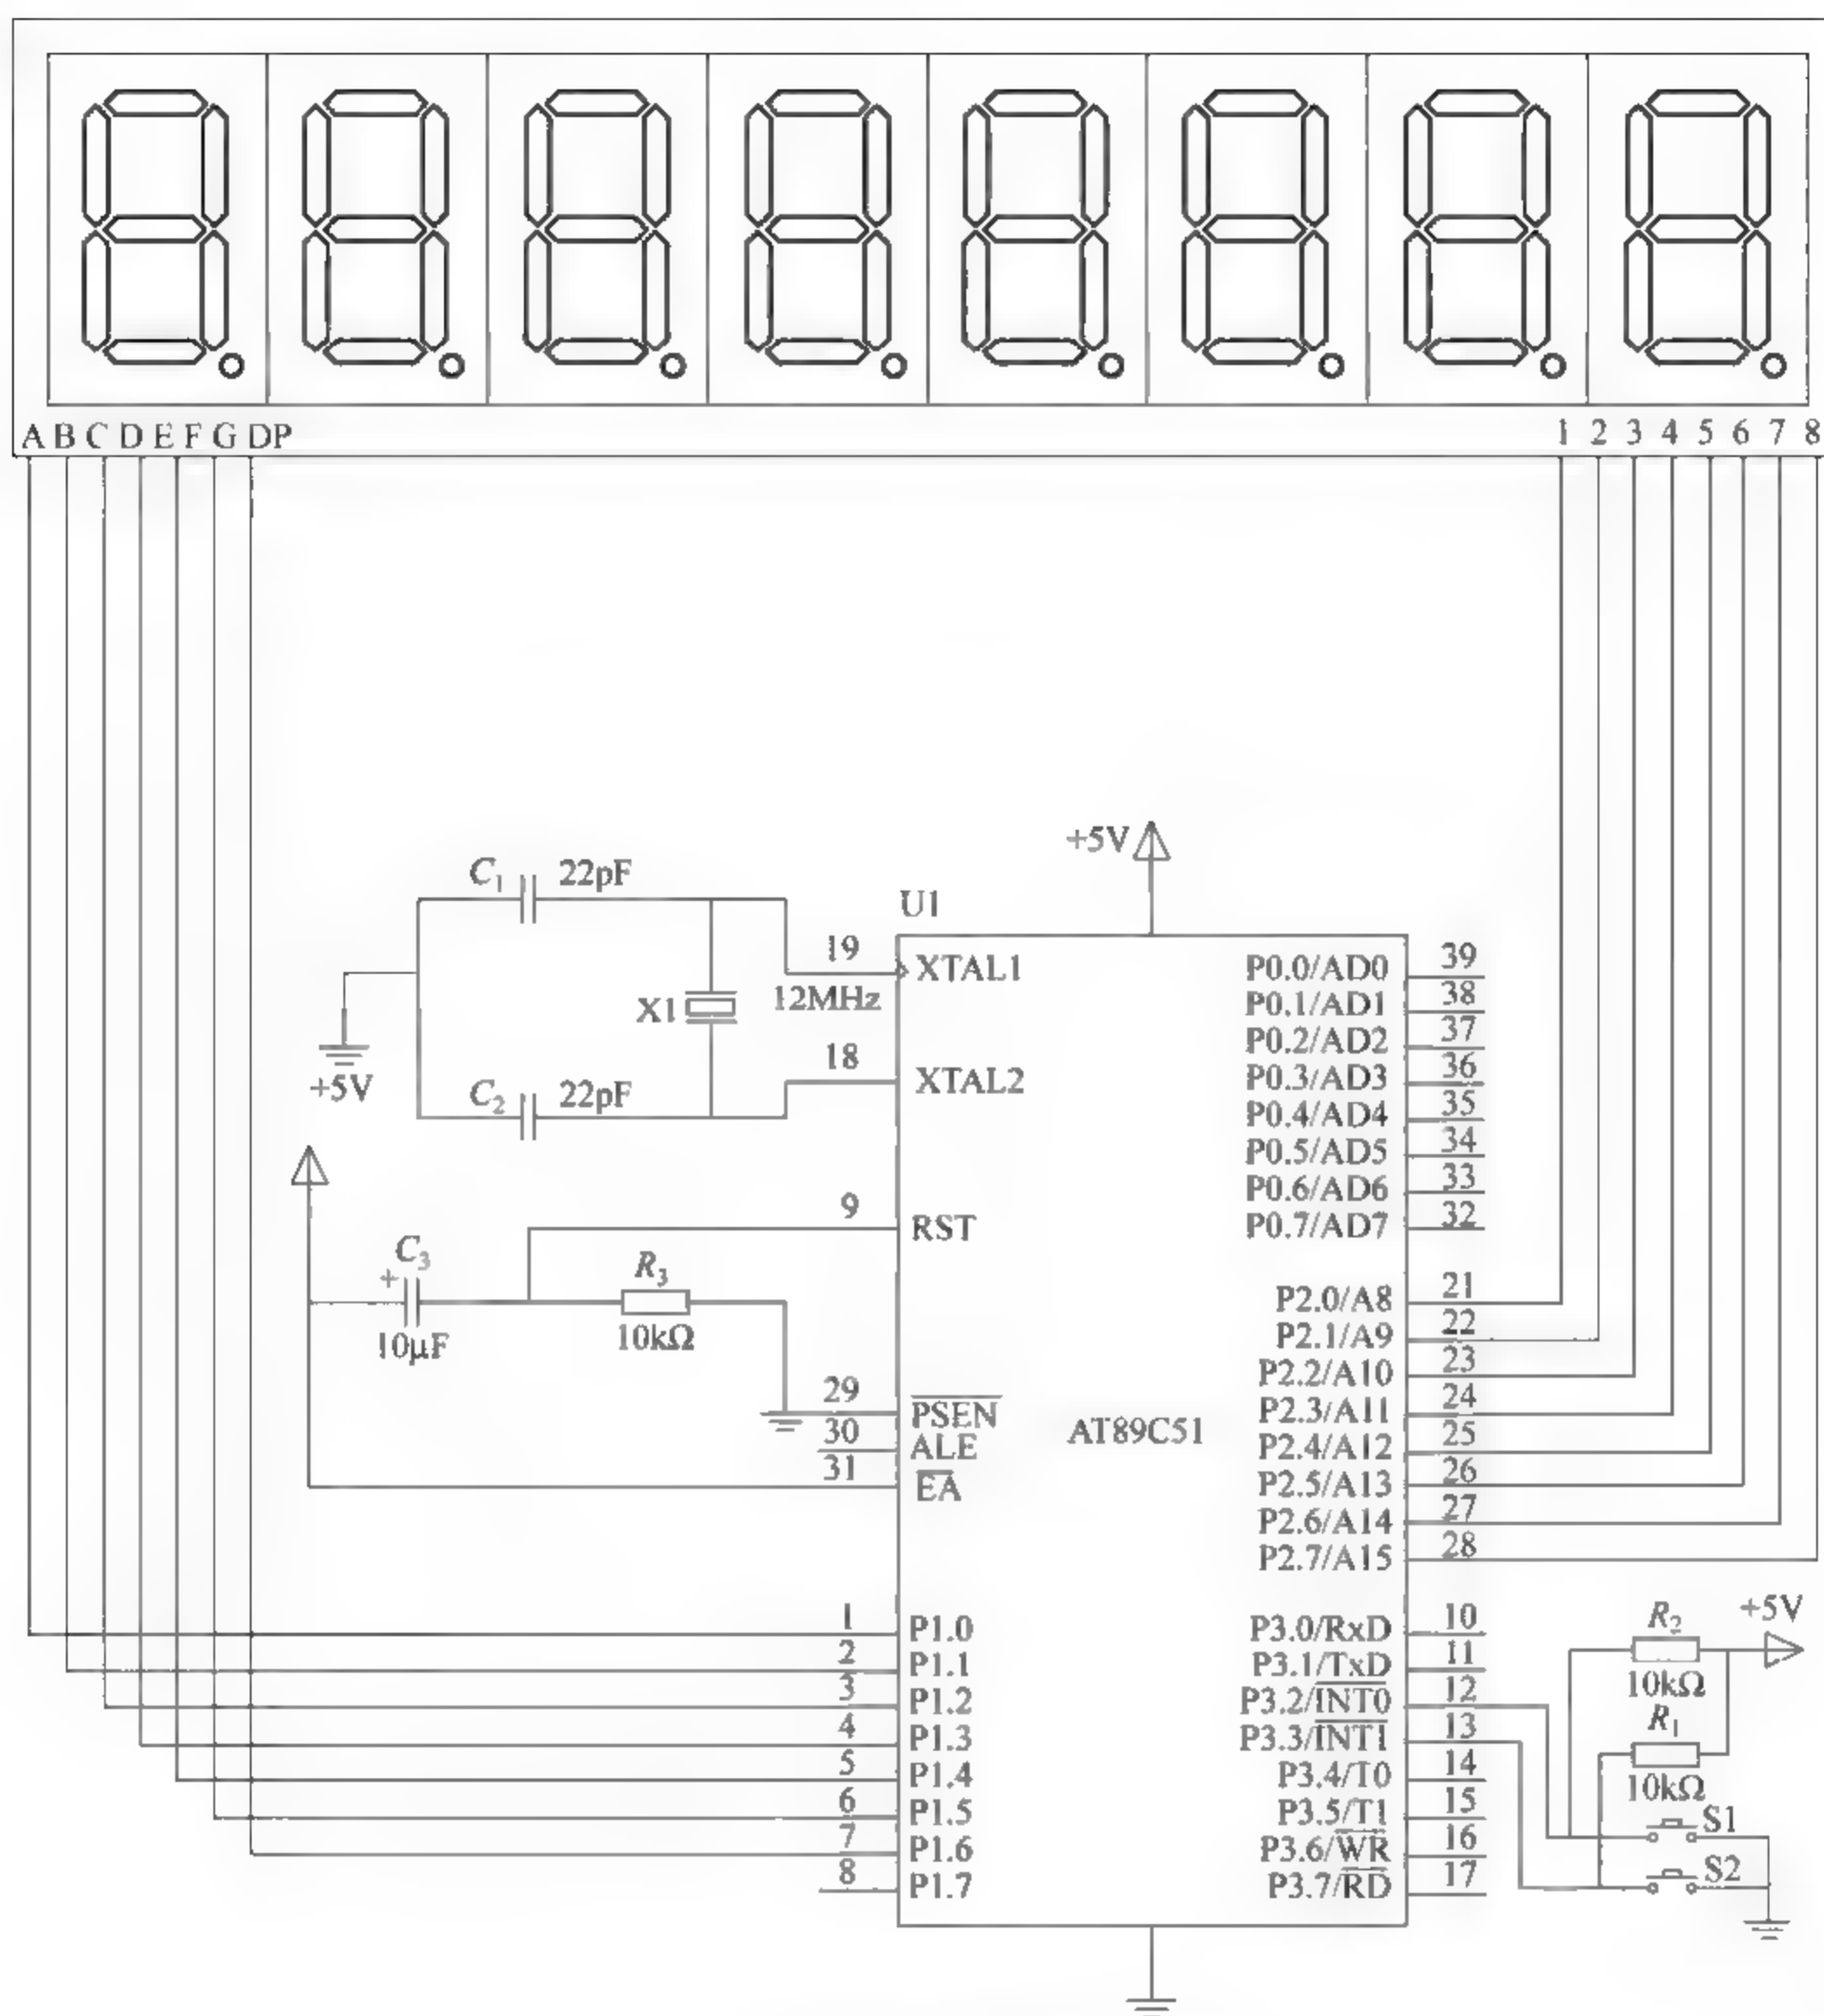 A B C D E F G DP
1 2 3 4 5 6 7 8
+5V
C1 22pF
U1
19
XTAL1
12MHz
X1
18
XTAL2
+5V
C2 22pF
9
RST
C3
+
10μF
R3
10kΩ
29
PSEN
30
ALE
31
EA
AT89C51
1 P1.0
2 P1.1
3 P1.2
4 P1.3
5 P1.4
6 P1.5
7 P1.6
8 P1.7
P0.0/AD0 39
P0.1/AD1 38
P0.2/AD2 37
P0.3/AD3 36
P0.4/AD4 35
P0.5/AD5 34
P0.6/AD6 33
P0.7/AD7 32
P2.0/A8 21
P2.1/A9 22
P2.2/A10 23
P2.3/A11 24
P2.4/A12 25
P2.5/A13 26
P2.6/A14 27
P2.7/A15 28
P3.0/RxD 10
P3.1/TxD 11
P3.2/INT0 12
P3.3/INT1 13
P3.4/T0 14
P3.5/T1 15
P3.6/WR 16
P3.7/RD 17
R2
+5V
10kΩ
R1
10kΩ
S1
S2